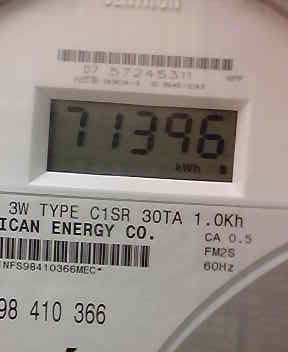 07 57245311
71396
kWh
3W TYPE C1SR 30TA 1.0Kh
ICAN ENERGY CO.
CA 0.5
FM2S
60Hz
NFS98410366MEC*
98 410 366